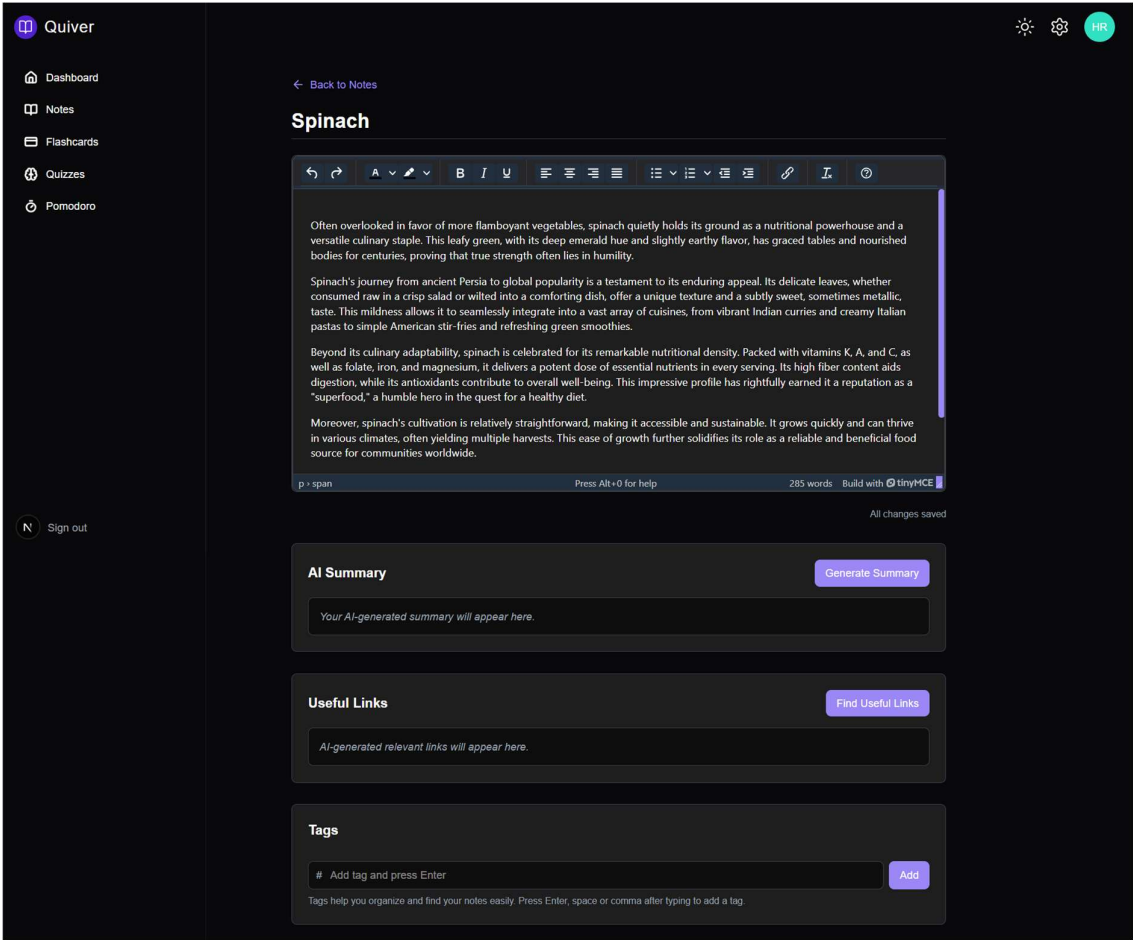 Quiver
HR
Dashboard
Notes
Flashcards
Quizzes
Pomodoro
N
Sign out
← Back to Notes
Spinach
A
B I U
Often overlooked in favor of more flamboyant vegetables, spinach quietly holds its ground as a nutritional powerhouse and a
versatile culinary staple. This leafy green, with its deep emerald hue and slightly earthy flavor, has graced tables and nourished
bodies for centuries, proving that true strength often lies in humility.
Spinach's journey from ancient Persia to global popularity is a testament to its enduring appeal. Its delicate leaves, whether
consumed raw in a crisp salad or wilted into a comforting dish, offer a unique texture and a subtly sweet, sometimes metallic,
taste. This mildness allows it to seamlessly integrate into a vast array of cuisines, from vibrant Indian curries and creamy Italian
pastas to simple American stir-fries and refreshing green smoothies.
Beyond its culinary adaptability, spinach is celebrated for its remarkable nutritional density. Packed with vitamins K, A, and C, as
well as folate, iron, and magnesium, it delivers a potent dose of essential nutrients in every serving. Its high fiber content aids
digestion, while its antioxidants contribute to overall well-being. This impressive profile has rightfully earned it a reputation as a
"superfood," a humble hero in the quest for a healthy diet.
Moreover, spinach's cultivation is relatively straightforward, making it accessible and sustainable. It grows quickly and can thrive
in various climates, often yielding multiple harvests. This ease of growth further solidifies its role as a reliable and beneficial food
source for communities worldwide.
p › span Press Alt+0 for help 285 words Build with tinyMCE
All changes saved
AI Summary
Generate Summary
Your AI-generated summary will appear here.
Useful Links
Find Useful Links
AI-generated relevant links will appear here.
Tags
# Add tag and press Enter
Add
Tags help you organize and find your notes easily. Press Enter, space or comma after typing to add a tag.